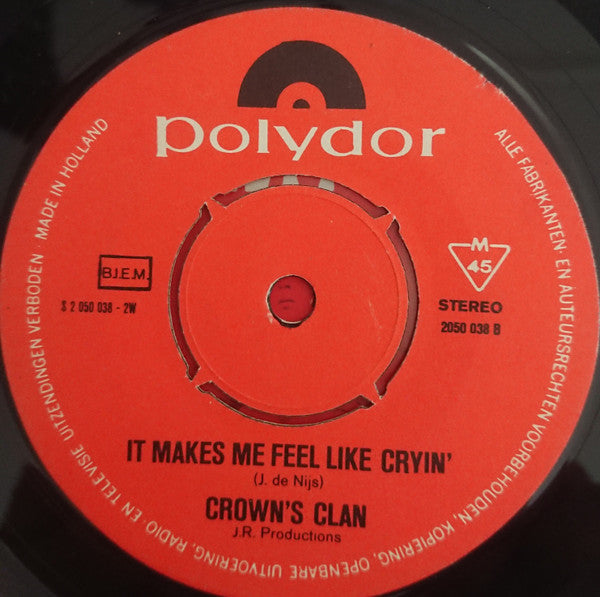 polydor
B.I.E.M.
S 2 050 038 - 2W
M
45
STEREO
2050 038 B
IT MAKES ME FEEL LIKE CRYIN'
(J. de Nijs)
CROWN'S CLAN
J.R. Productions
ALLE FABRIKANTEN- EN AUTEURSRECHTEN VOORBEHOUDEN, KOPIERING, OPENBARE UITVOERING, RADIO EN TELEVISIE UITZENDINGEN VERBODEN · MADE IN HOLLAND